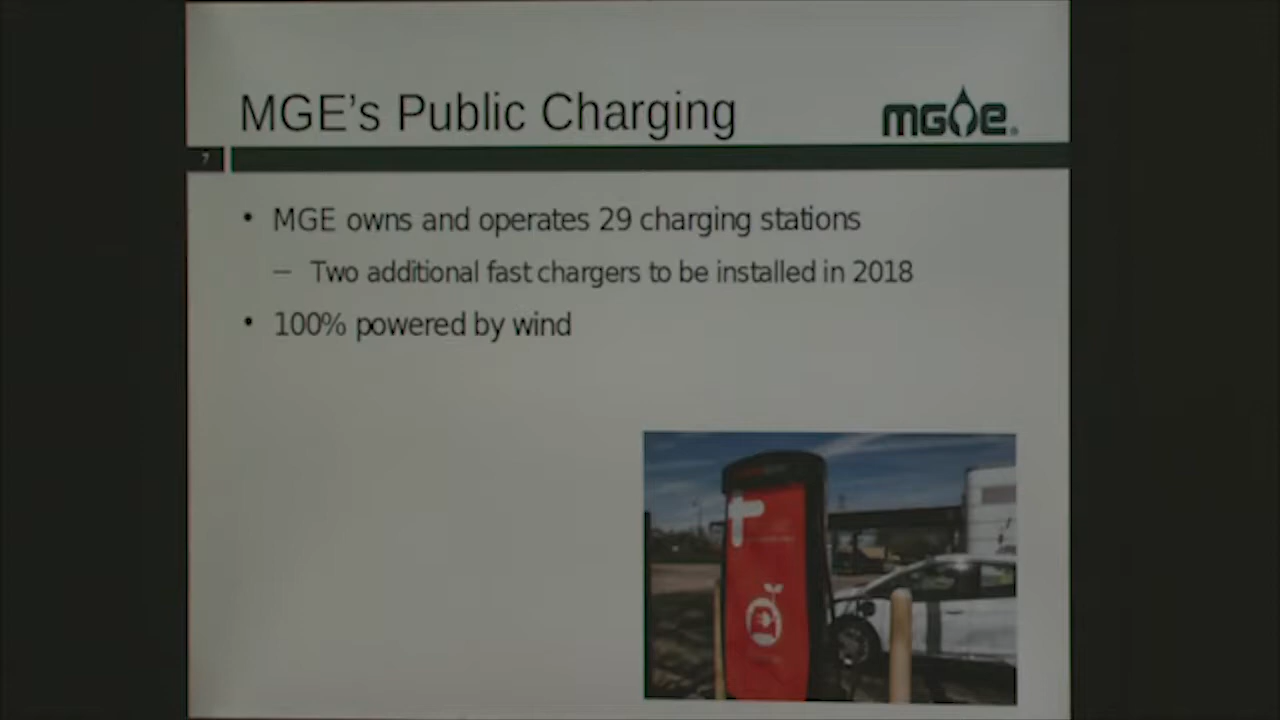 MGE's Public Charging
mge
7
• MGE owns and operates 29 charging stations
– Two additional fast chargers to be installed in 2018
• 100% powered by wind